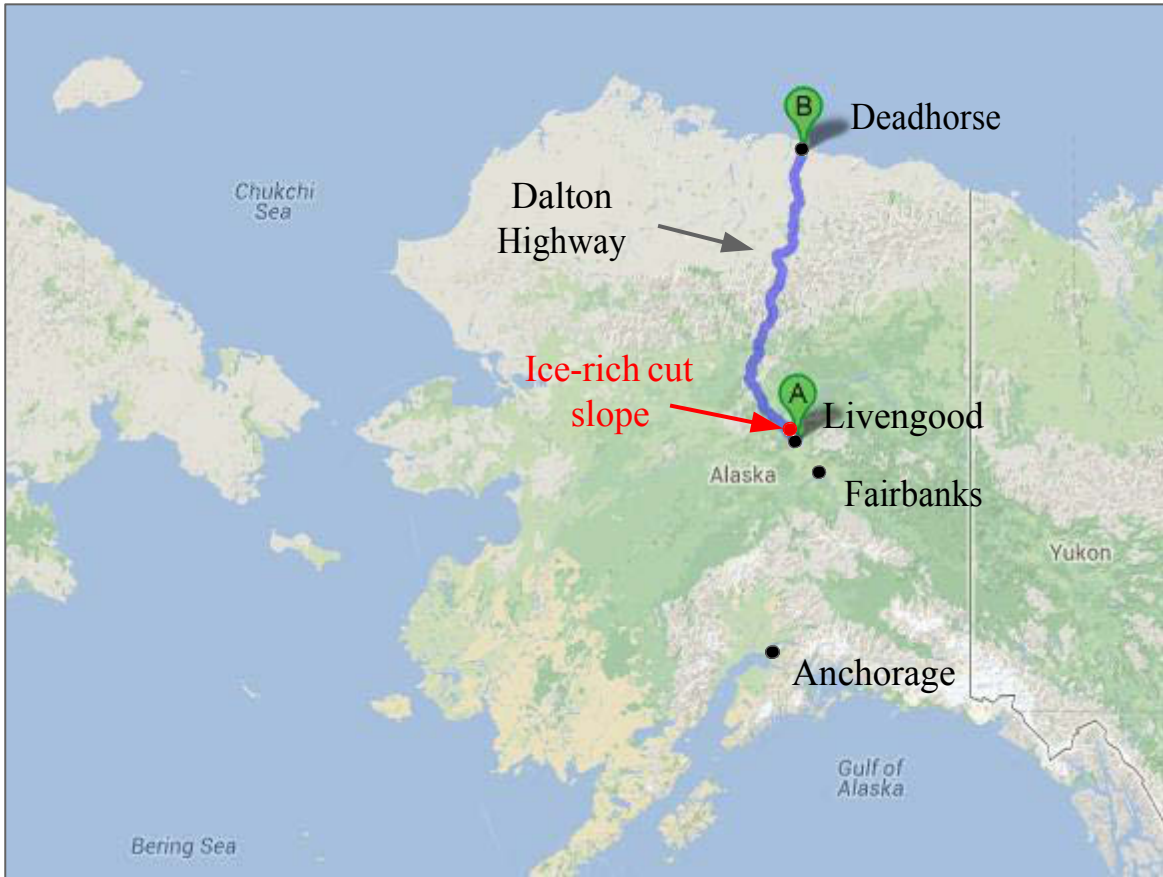 B
Deadhorse
Chukchi
Sea
Dalton
Highway
Ice-rich cut
slope
A
Livengood
Alaska
Fairbanks
Yukon
Anchorage
Gulf of
Alaska
Bering Sea